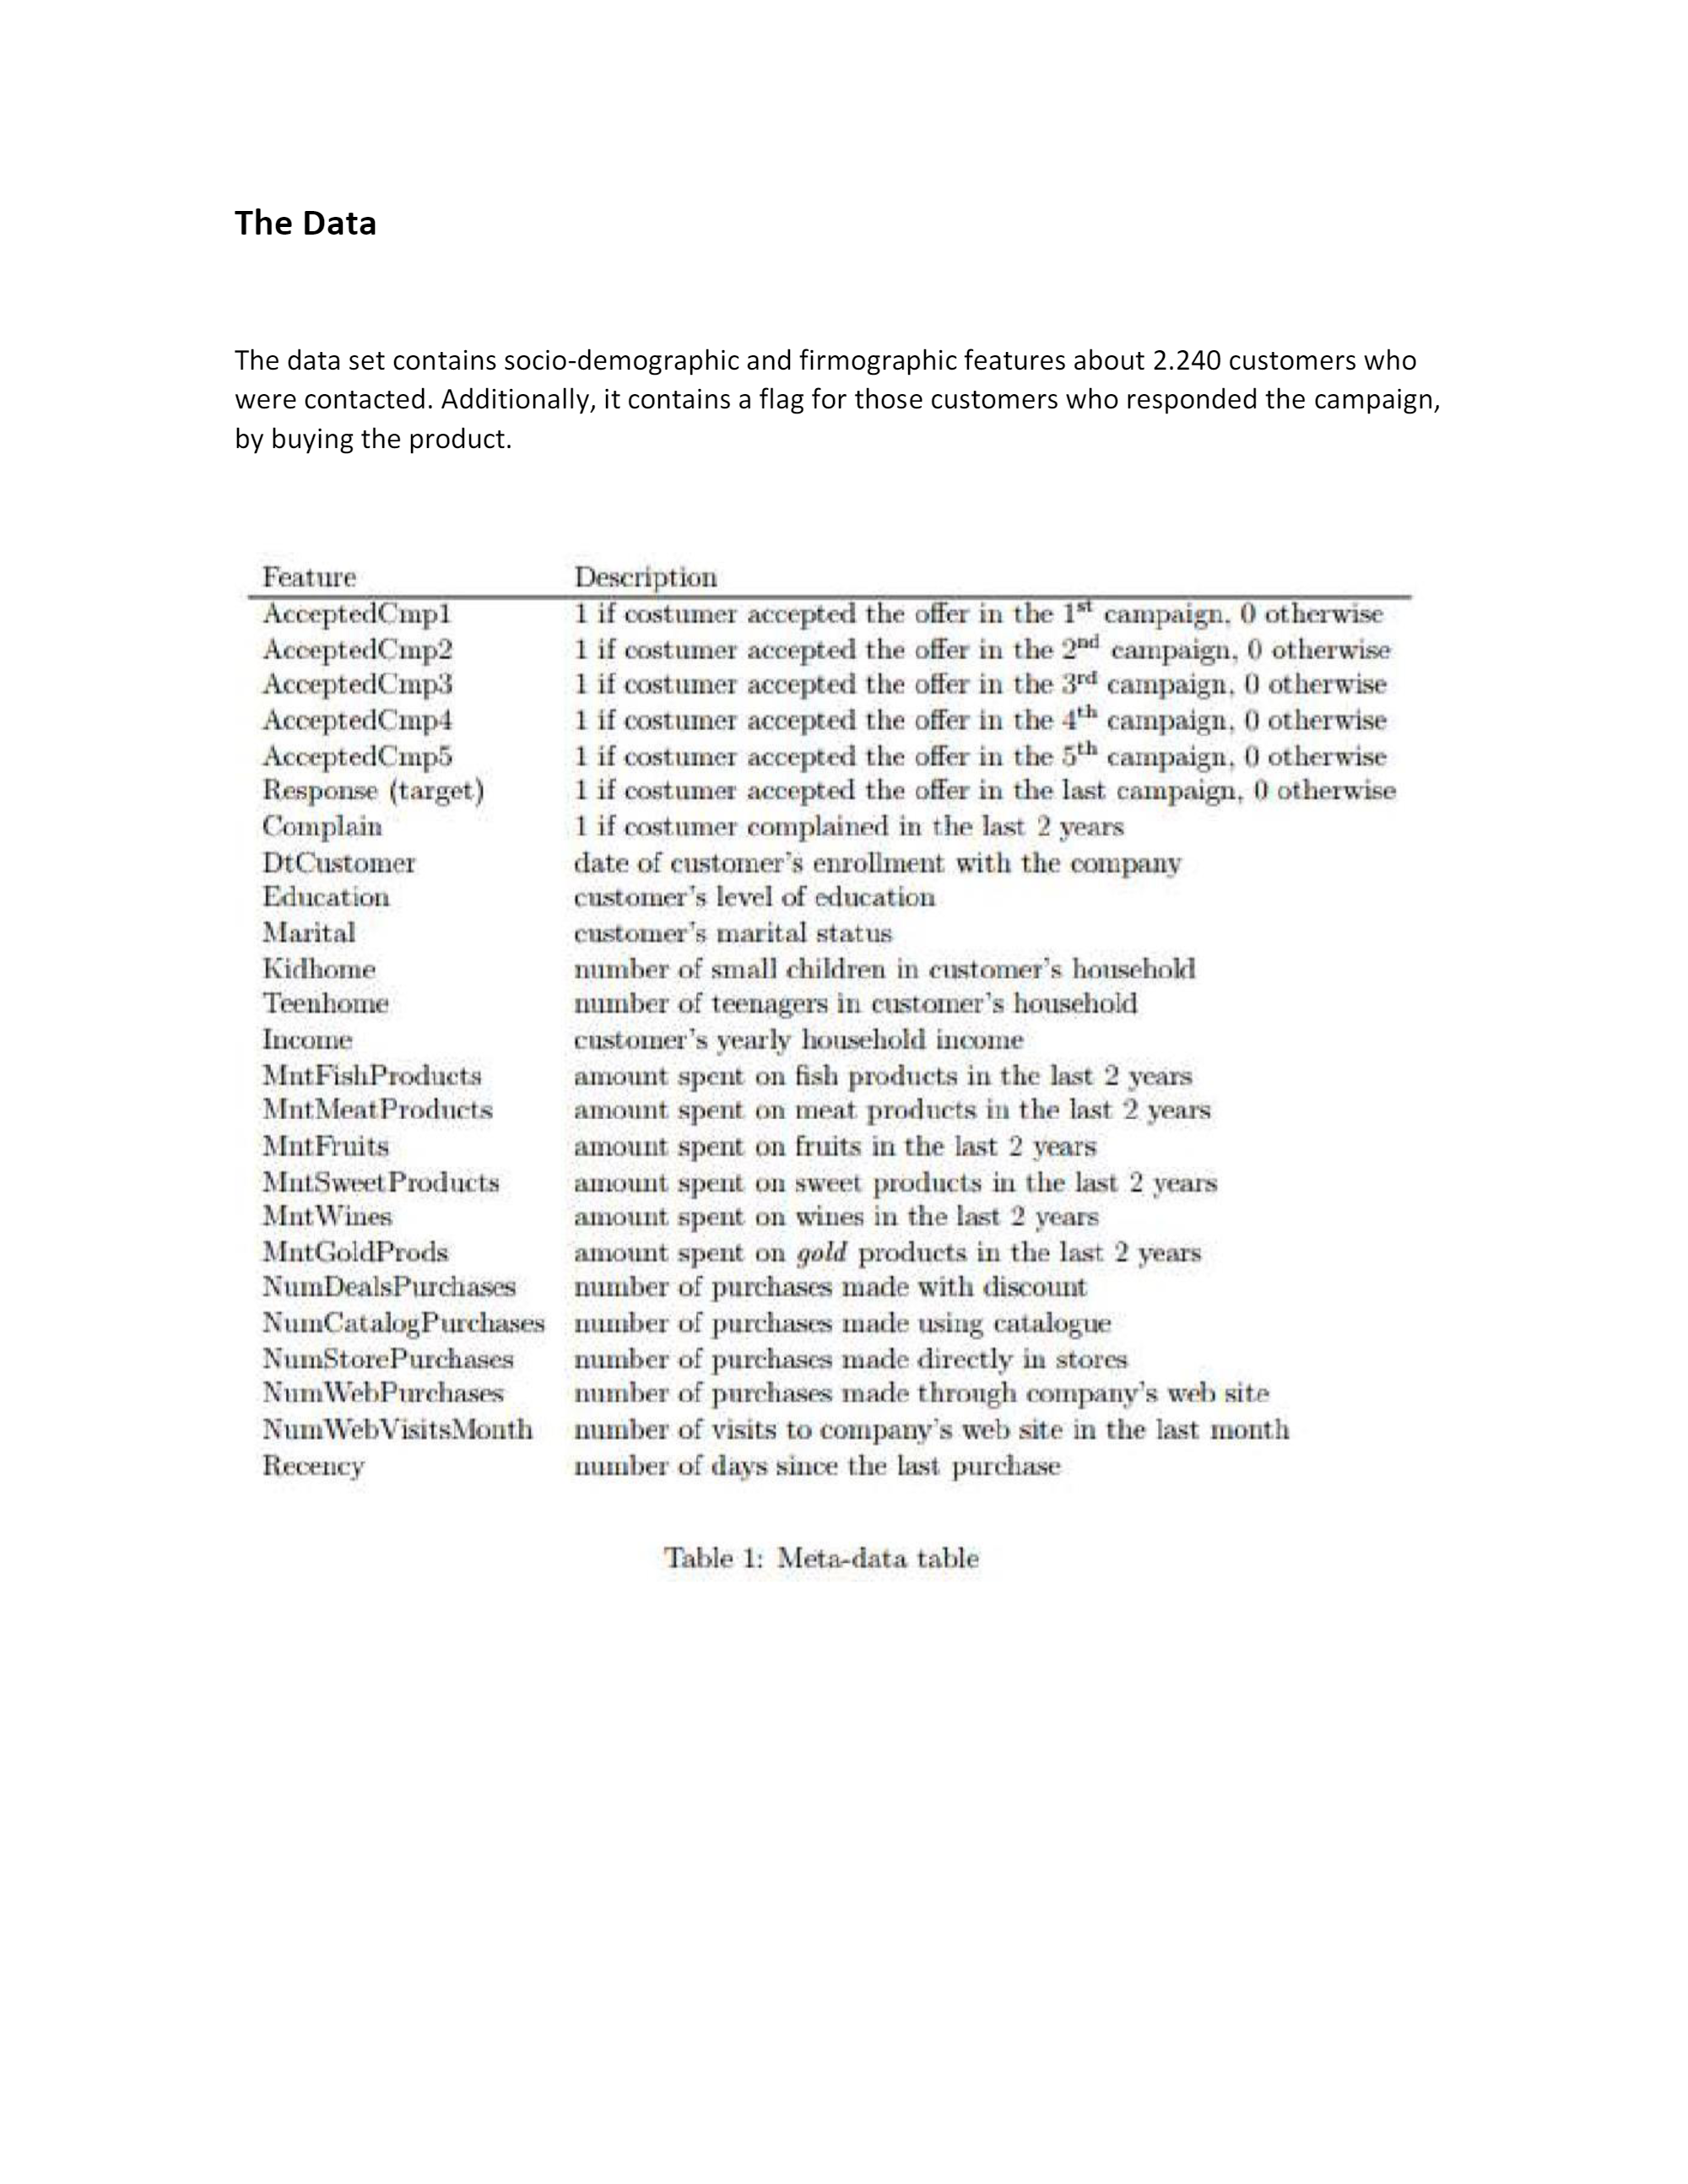 The Data
The data set contains socio-demographic and firmographic features about 2.240 customers who
were contacted. Additionally, it contains a flag for those customers who responded the campaign,
by buying the product.
Feature Description
AcceptedCmp1 1 if costumer accepted the offer in the 1st campaign, 0 otherwise
AcceptedCmp2 1 if costumer accepted the offer in the 2nd campaign, 0 otherwise
AcceptedCmp3 1 if costumer accepted the offer in the 3rd campaign, 0 otherwise
AcceptedCmp4 1 if costumer accepted the offer in the 4th campaign, 0 otherwise
AcceptedCmp5 1 if costumer accepted the offer in the 5th campaign, 0 otherwise
Response (target) 1 if costumer accepted the offer in the last campaign, 0 otherwise
Complain 1 if costumer complained in the last 2 years
DtCustomer date of customer's enrollment with the company
Education customer's level of education
Marital customer's marital status
Kidhome number of small children in customer's household
Teenhome number of teenagers in customer's household
Income customer's yearly household income
MntFishProducts amount spent on fish products in the last 2 years
MntMeatProducts amount spent on meat products in the last 2 years
MntFruits amount spent on fruits in the last 2 years
MntSweetProducts amount spent on sweet products in the last 2 years
MntWines amount spent on wines in the last 2 years
MntGoldProds amount spent on gold products in the last 2 years
NumDealsPurchases number of purchases made with discount
NumCatalogPurchases number of purchases made using catalogue
NumStorePurchases number of purchases made directly in stores
NumWebPurchases number of purchases made through company's web site
NumWebVisitsMonth number of visits to company's web site in the last month
Recency number of days since the last purchase
Table 1: Meta-data table